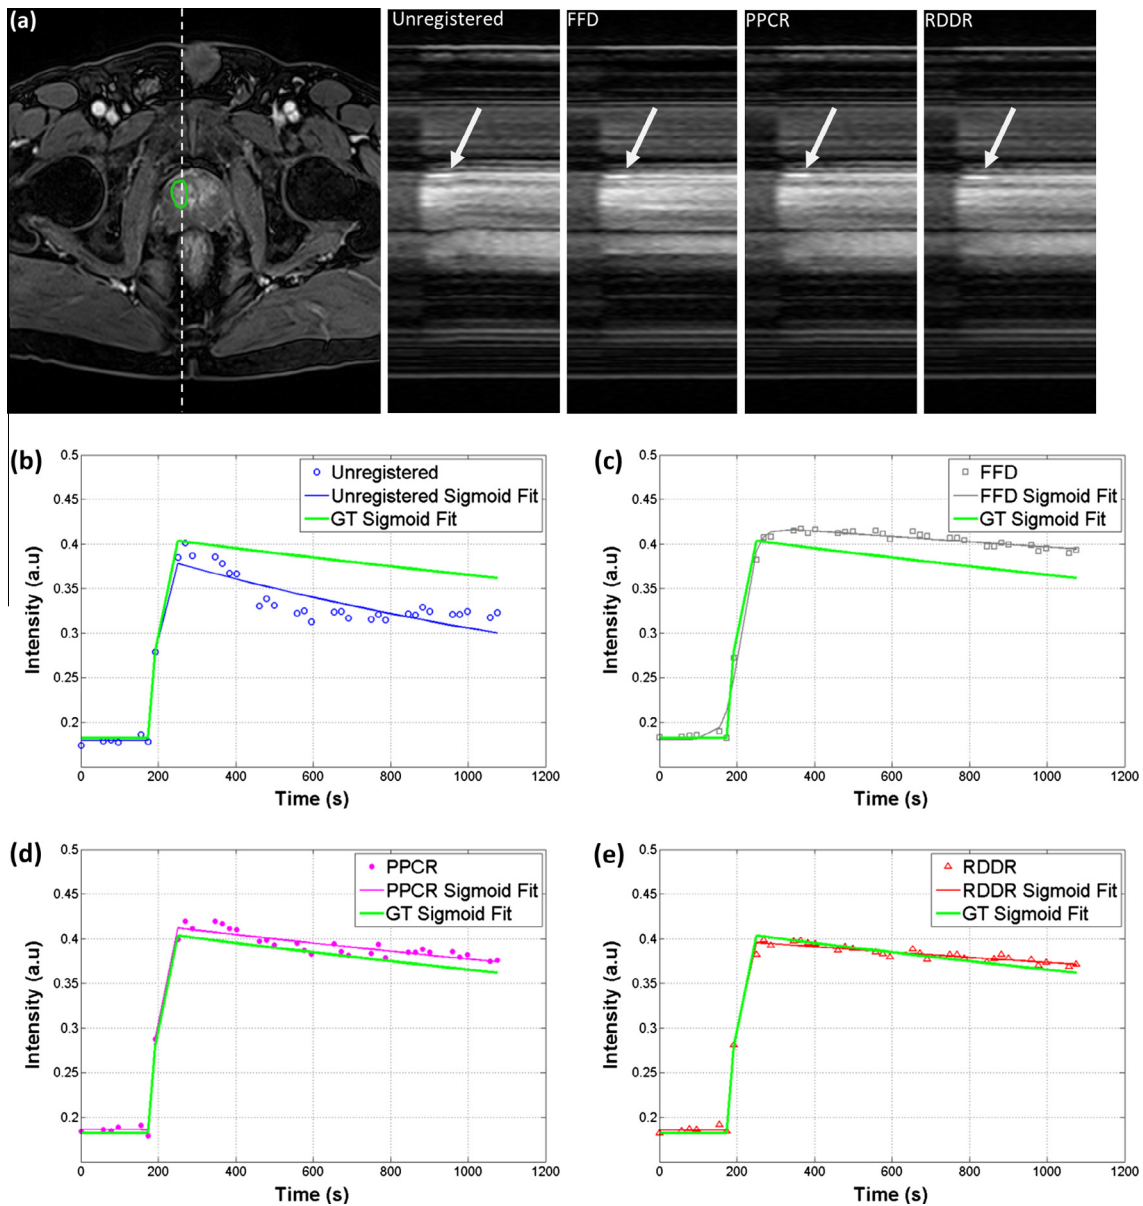 (a)
Unregistered
FFD
PPCR
RDDR
(b)
0.5
0.45
0.4
0.35
0.3
0.25
0.2
Intensity (a.u)
Unregistered
Unregistered Sigmoid Fit
GT Sigmoid Fit
0 200 400 600 800 1000 1200
Time (s)
(c)
0.5
0.45
0.4
0.35
0.3
0.25
0.2
Intensity (a.u)
FFD
FFD Sigmoid Fit
GT Sigmoid Fit
0 200 400 600 800 1000 1200
Time (s)
(d)
0.5
0.45
0.4
0.35
0.3
0.25
0.2
Intensity (a.u)
PPCR
PPCR Sigmoid Fit
GT Sigmoid Fit
0 200 400 600 800 1000 1200
Time (s)
(e)
0.5
0.45
0.4
0.35
0.3
0.25
0.2
Intensity (a.u)
RDDR
RDDR Sigmoid Fit
GT Sigmoid Fit
0 200 400 600 800 1000 1200
Time (s)